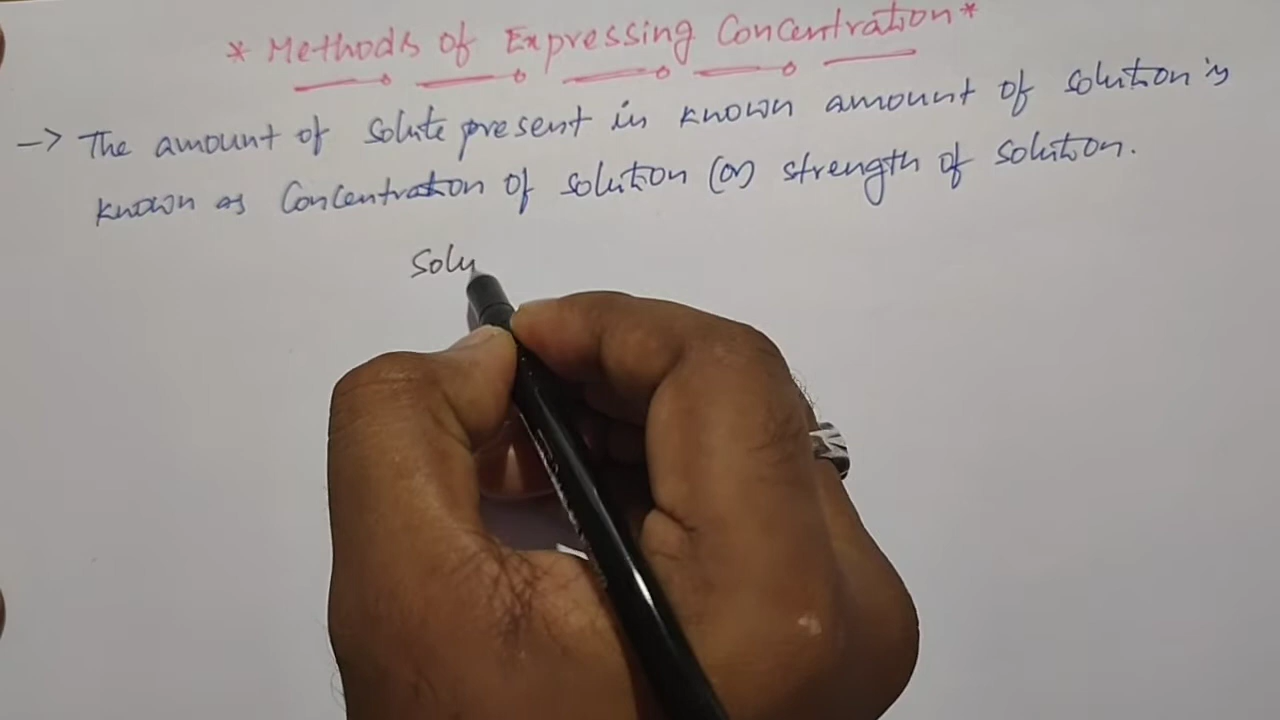 * Methods of Expressing Concentration *
-> The amount of solute present in known amount of solution is
known as Concentration of solution (or) strength of solution.
Solu